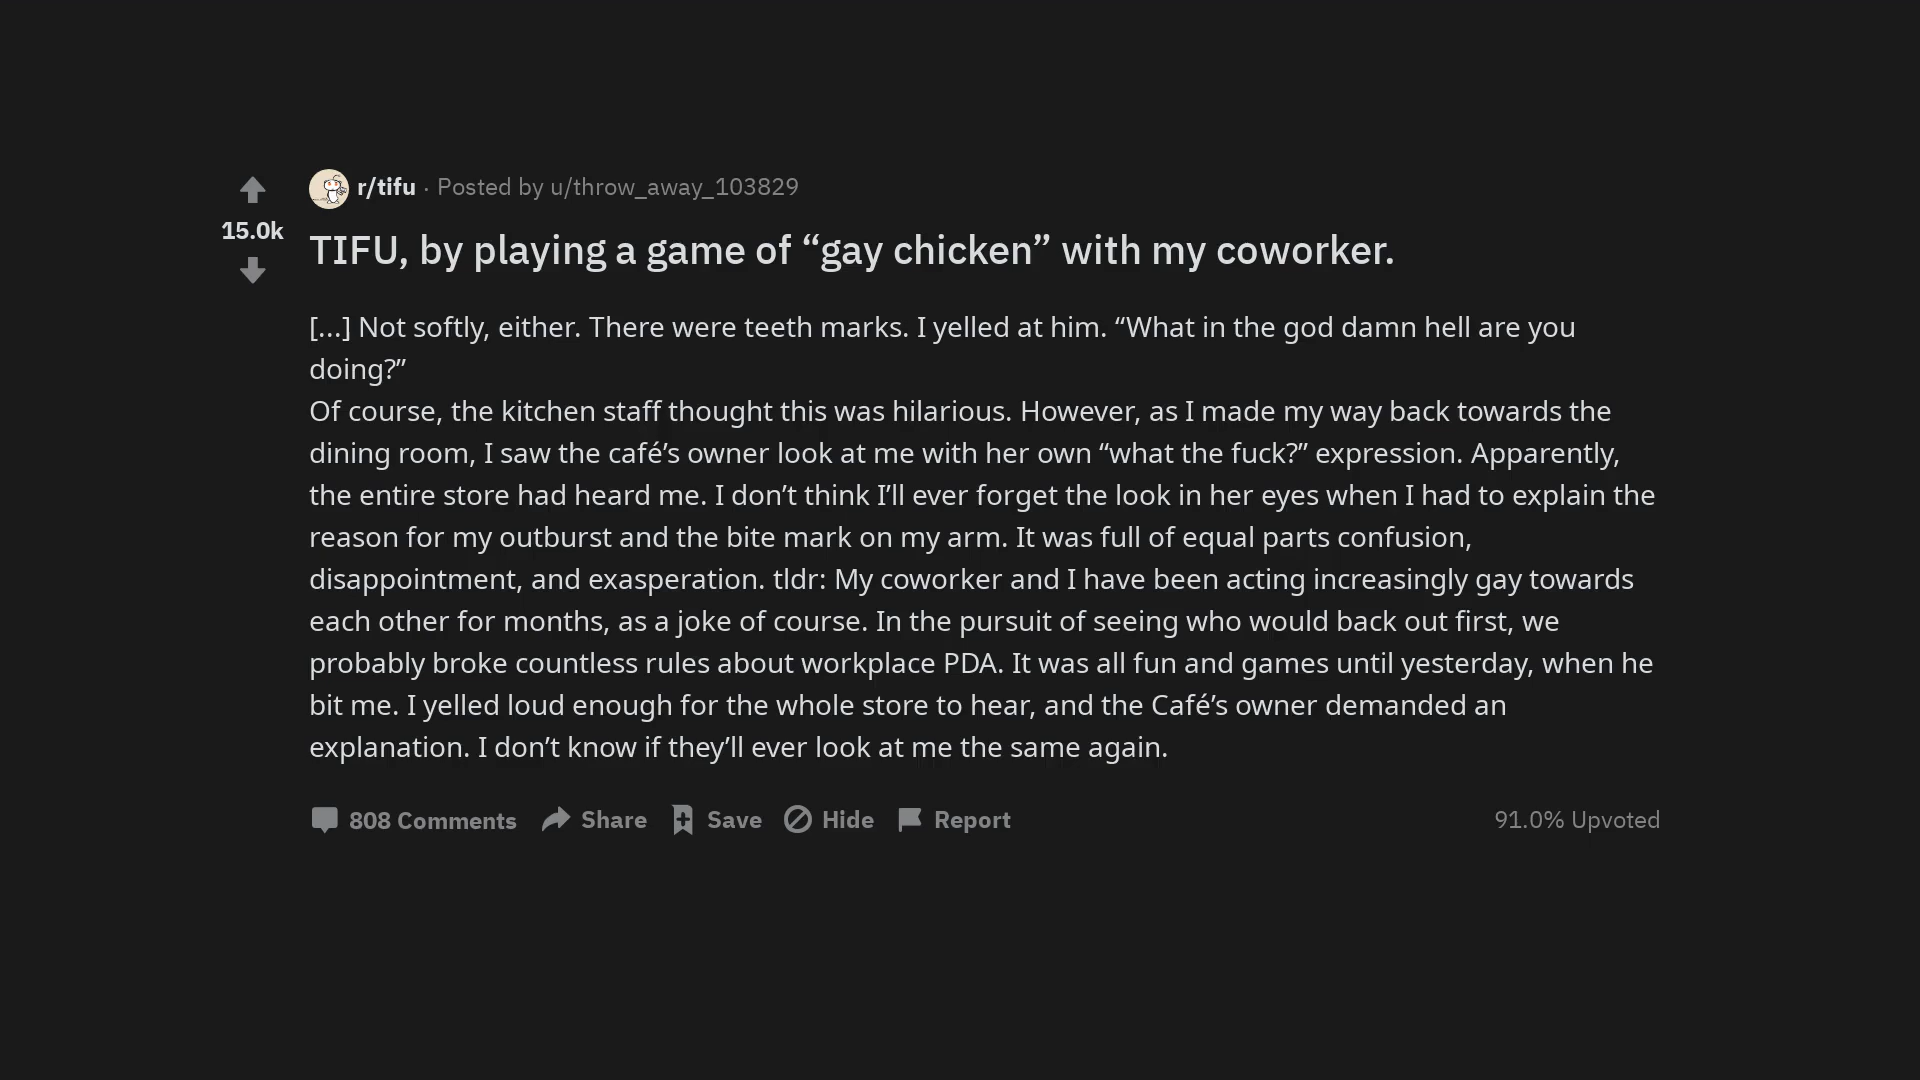 r/tifu · Posted by u/throw_away_103829
15.0k
TIFU, by playing a game of “gay chicken” with my coworker.
[...] Not softly, either. There were teeth marks. I yelled at him. “What in the god damn hell are you
doing?”
Of course, the kitchen staff thought this was hilarious. However, as I made my way back towards the
dining room, I saw the café’s owner look at me with her own “what the fuck?” expression. Apparently,
the entire store had heard me. I don’t think I’ll ever forget the look in her eyes when I had to explain the
reason for my outburst and the bite mark on my arm. It was full of equal parts confusion,
disappointment, and exasperation. tldr: My coworker and I have been acting increasingly gay towards
each other for months, as a joke of course. In the pursuit of seeing who would back out first, we
probably broke countless rules about workplace PDA. It was all fun and games until yesterday, when he
bit me. I yelled loud enough for the whole store to hear, and the Café’s owner demanded an
explanation. I don’t know if they’ll ever look at me the same again.
808 Comments Share Save Hide Report 91.0% Upvoted